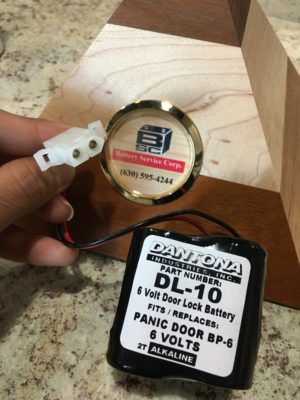 BSC
Battery Service Corp.
(630) 595-4244
DANTONA
INDUSTRIES, INC.
PART NUMBER:
DL-10
6 Volt Door Lock Battery
FITS / REPLACES:
PANIC DOOR BP-6
6 VOLTS
2T ALKALINE